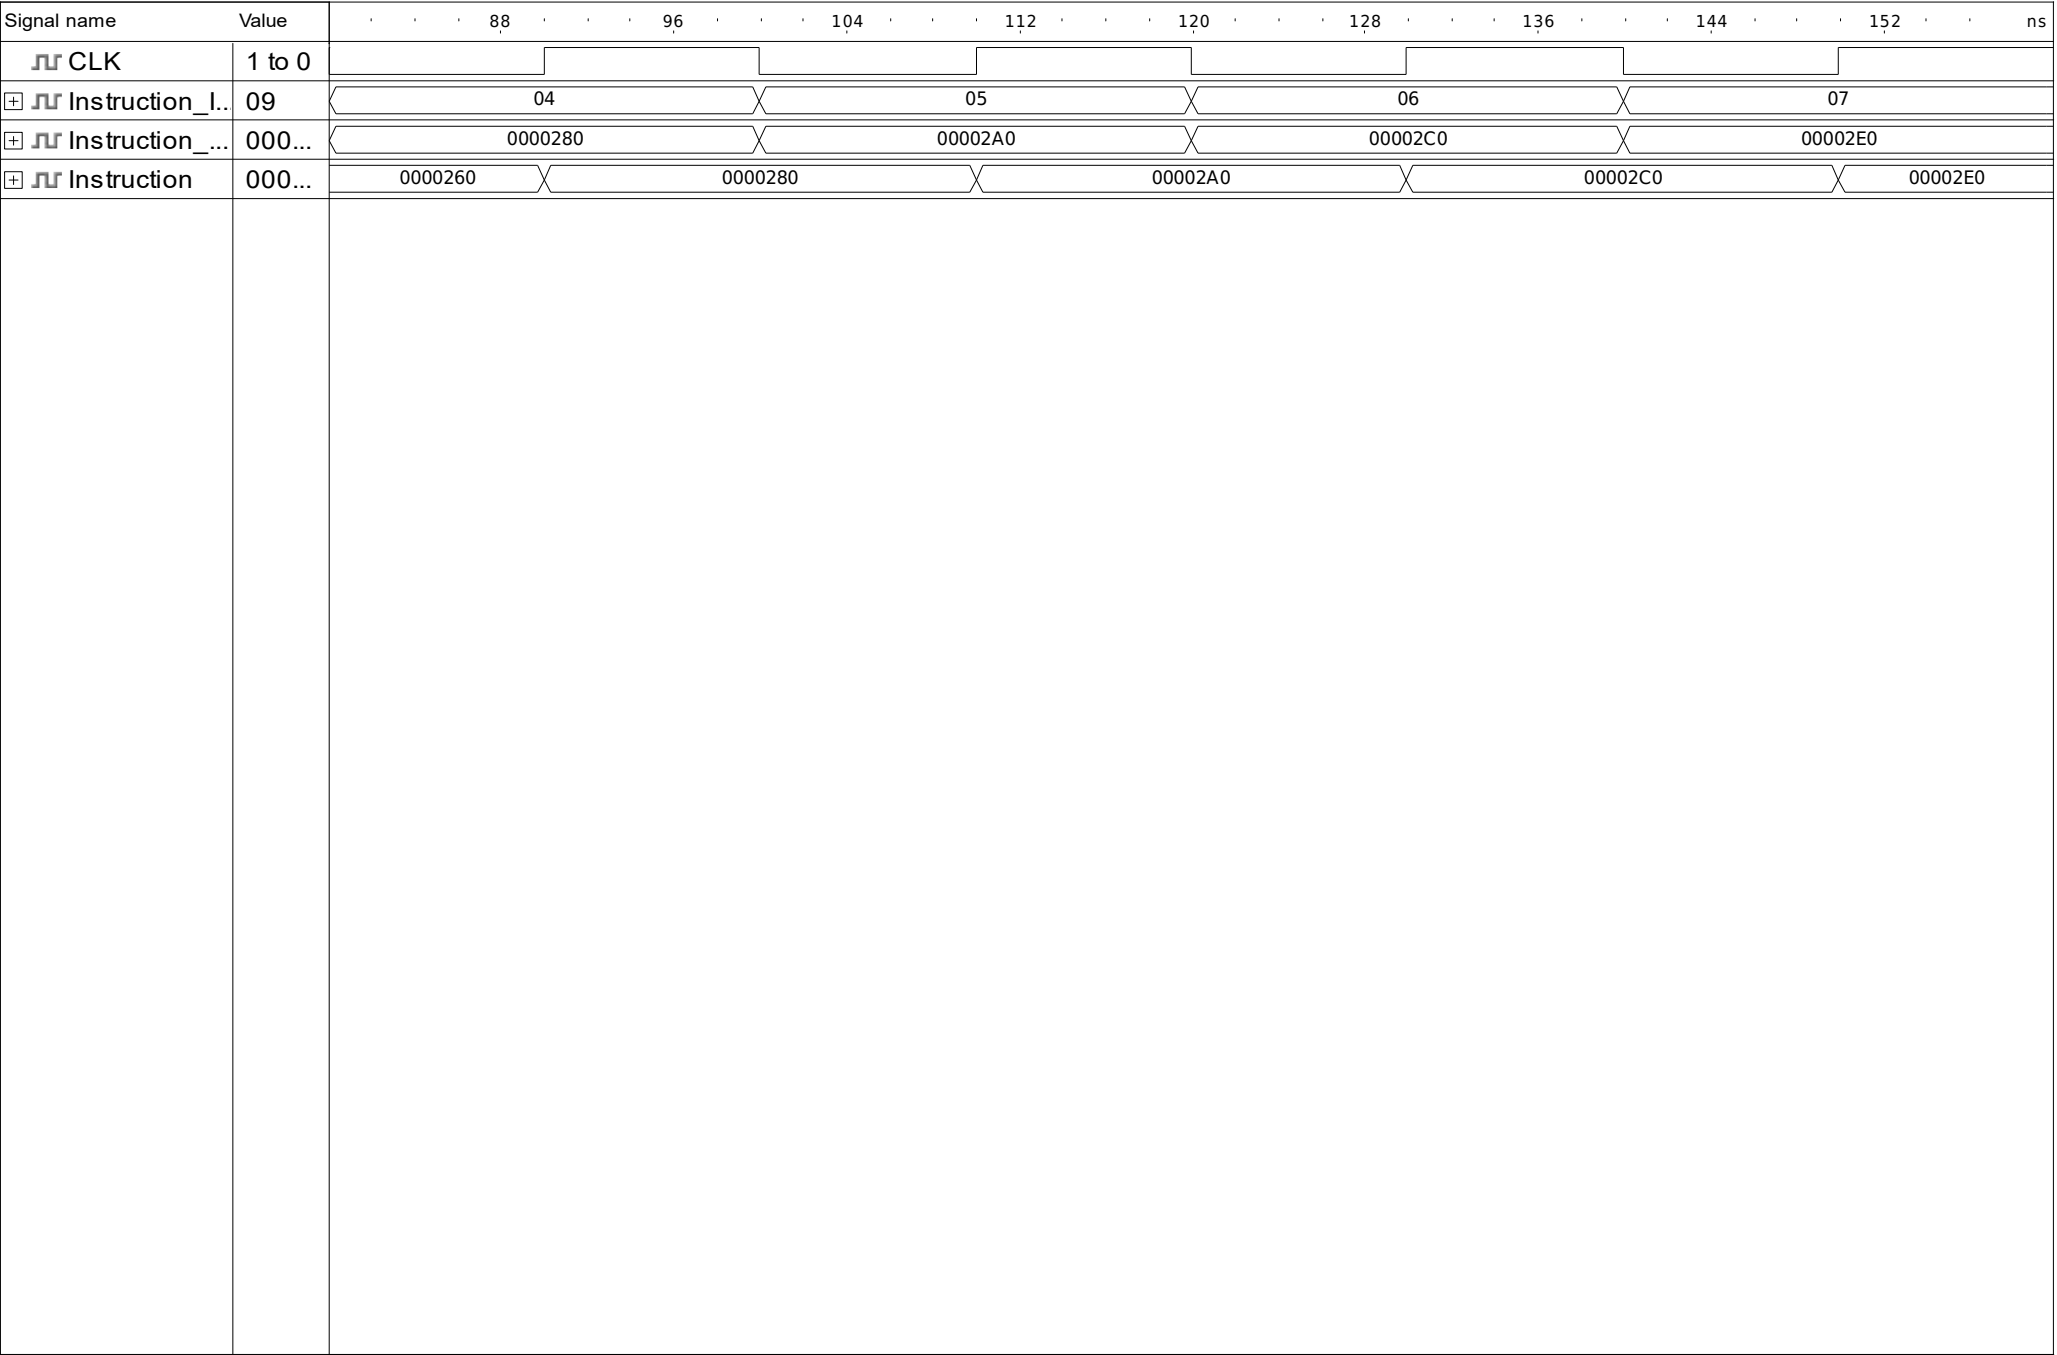 Signal name Value 88 96 104 112 120 128 136 144 152 ns
CLK 1 to 0
Instruction_I... 09 04 05 06 07
Instruction_... 000... 0000280 00002A0 00002C0 00002E0
Instruction 000... 0000260 0000280 00002A0 00002C0 00002E0